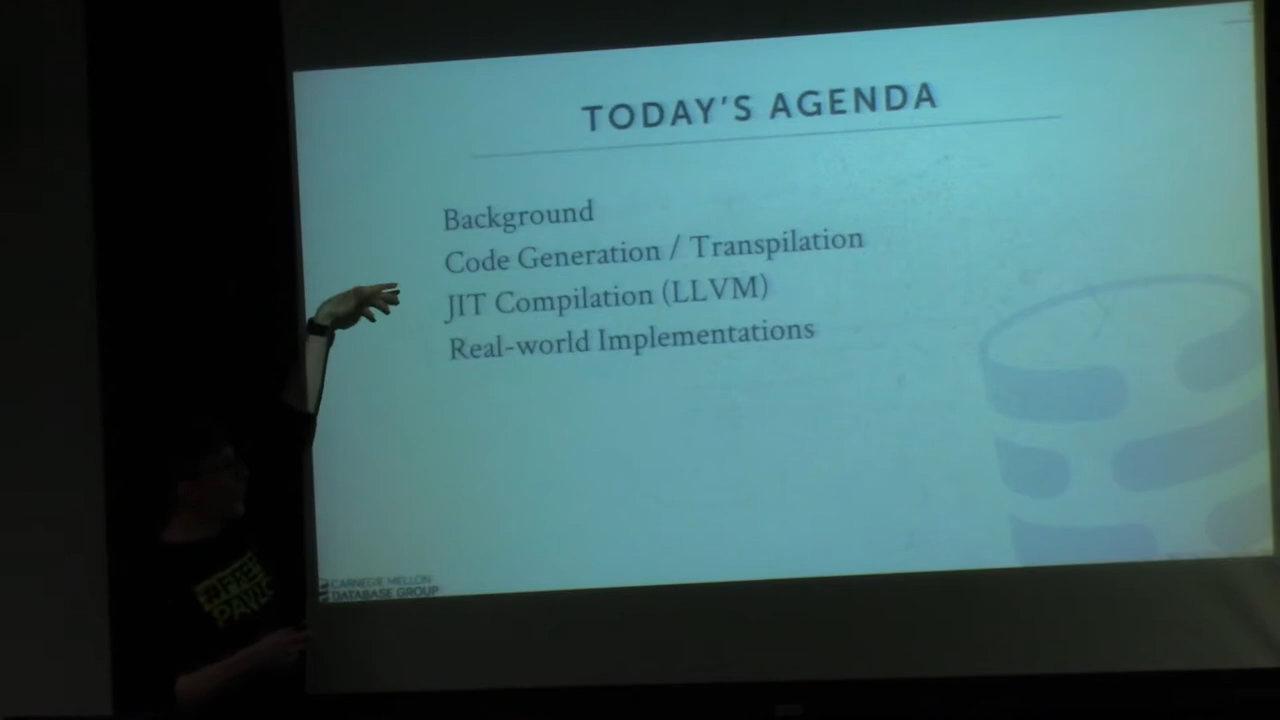 TODAY'S AGENDA
Background
Code Generation / Transpilation
JIT Compilation (LLVM)
Real-world Implementations
CARNEGIE MELLON
DATABASE GROUP